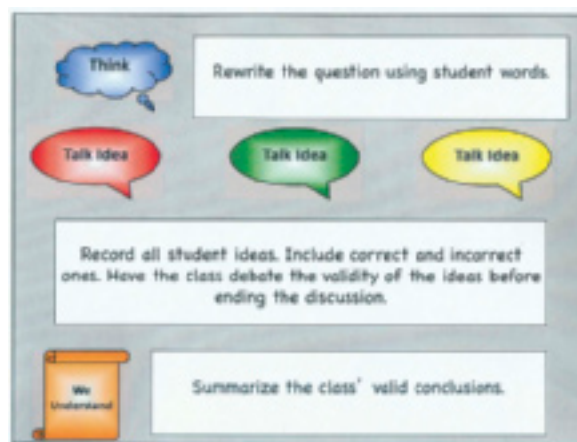 Think
Rewrite the question using student words.
Talk Idea
Talk Idea
Talk Idea
Record all student ideas. Include correct and incorrect
ones. Have the class debate the validity of the ideas before
ending the discussion.
We
Understand
Summarize the class' valid conclusions.